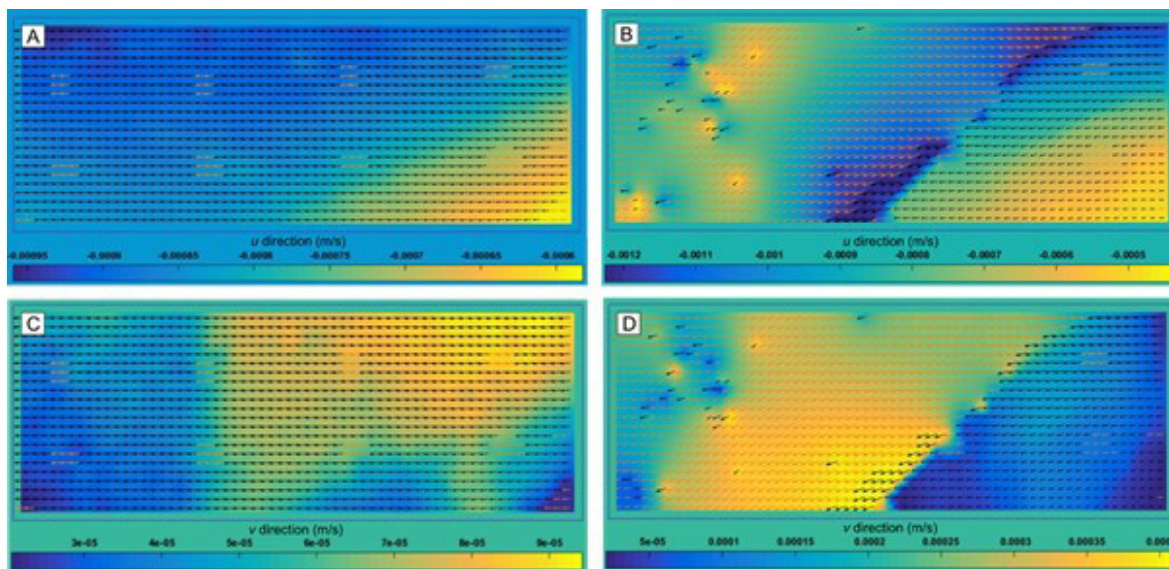 A
B
u direction (m/s)
u direction (m/s)
-0.00095 -0.0009 -0.00085 -0.0008 -0.00075 -0.0007 -0.00065 -0.0006
-0.0012 -0.0011 -0.001 -0.0009 -0.0008 -0.0007 -0.0006 -0.0005
C
D
v direction (m/s)
v direction (m/s)
3e-05 4e-05 5e-05 6e-05 7e-05 8e-05 9e-05
5e-05 0.0001 0.00015 0.0002 0.00025 0.0003 0.00035